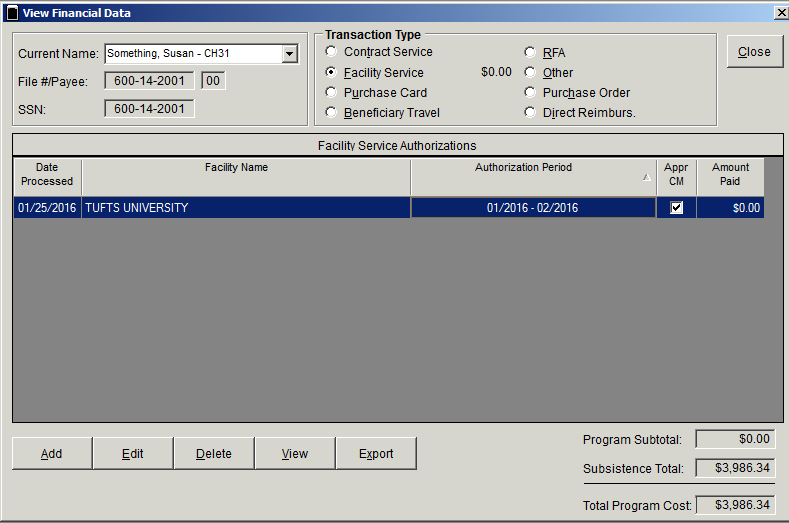 View Financial Data
Current Name: Something, Susan - CH31
File #/Payee: 600-14-2001 00
SSN: 600-14-2001
Transaction Type
Contract Service
RFA
Facility Service $0.00
Other
Purchase Card
Purchase Order
Beneficiary Travel
Direct Reimburs.
Close
Facility Service Authorizations
Date Processed Facility Name Authorization Period Appr CM Amount Paid
01/25/2016 TUFTS UNIVERSITY 01/2016 - 02/2016 $0.00
Add Edit Delete View Export
Program Subtotal: $0.00
Subsistence Total: $3,986.34
Total Program Cost: $3,986.34